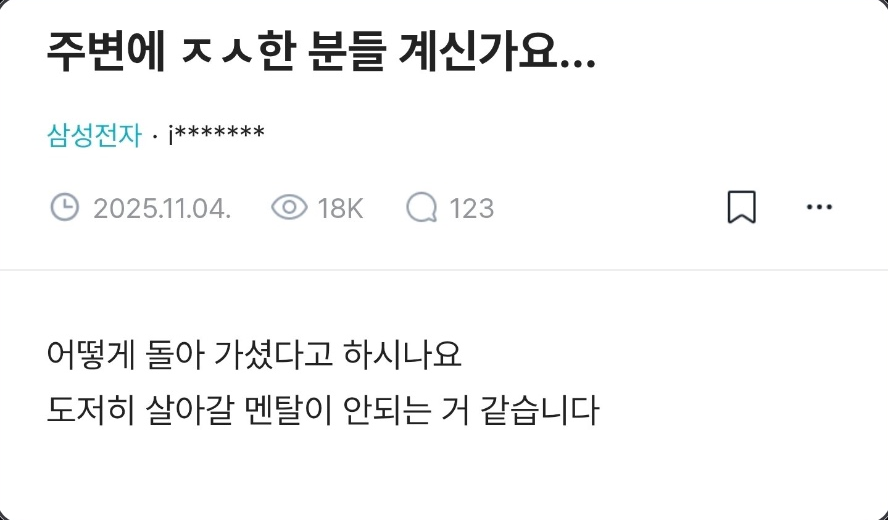 주변에 ㅈㅅ한 분들 계신가요...
삼성전자 · i*******
2025.11.04. 18K 123
어떻게 돌아 가셨다고 하시나요
도저히 살아갈 멘탈이 안되는 거 같습니다